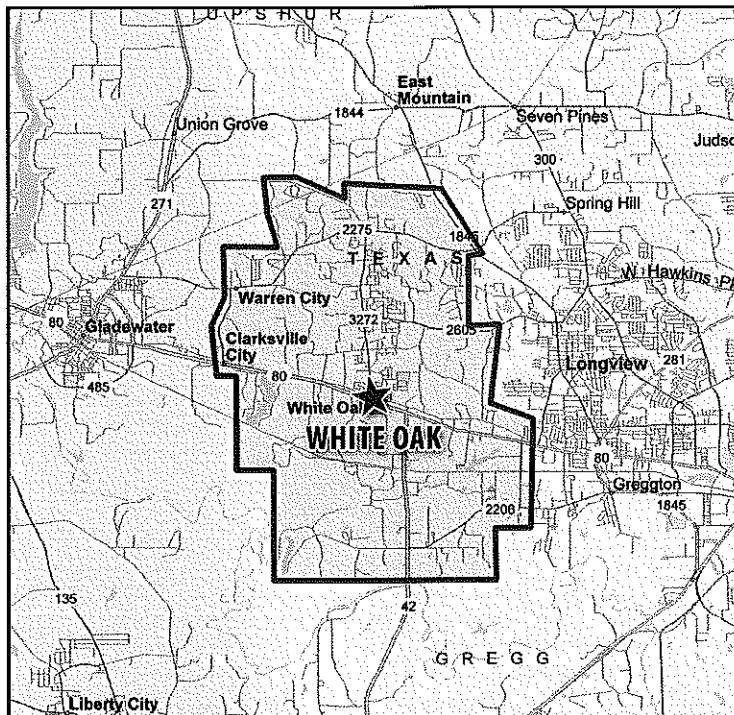 UPSHUR
East
Mountain
1844
Union Grove
Seven Pines
300
271
Spring Hill
2275
1845
TEXAS
Warren City
80
Gladewater
3272
2605
Clarksville
City
Longview
281
485
80
White Oak
WHITE OAK
80
Greggton
2206
1845
135
42
GREGG
Liberty City